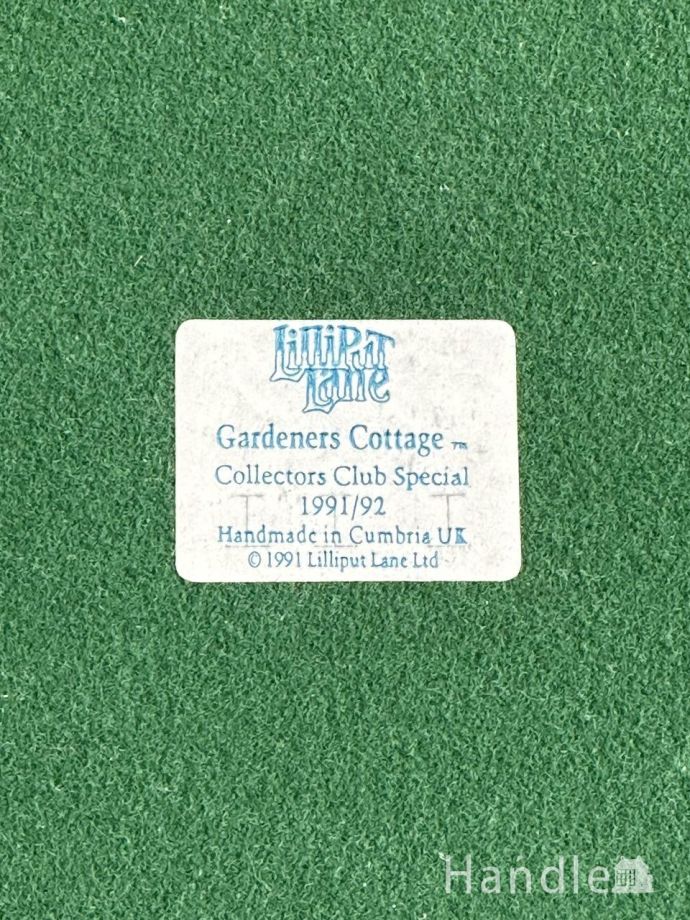 Lilliput
Lane
Gardeners Cottage ™
Collectors Club Special
1991/92
Handmade in Cumbria UK
© 1991 Lilliput Lane Ltd
Handle